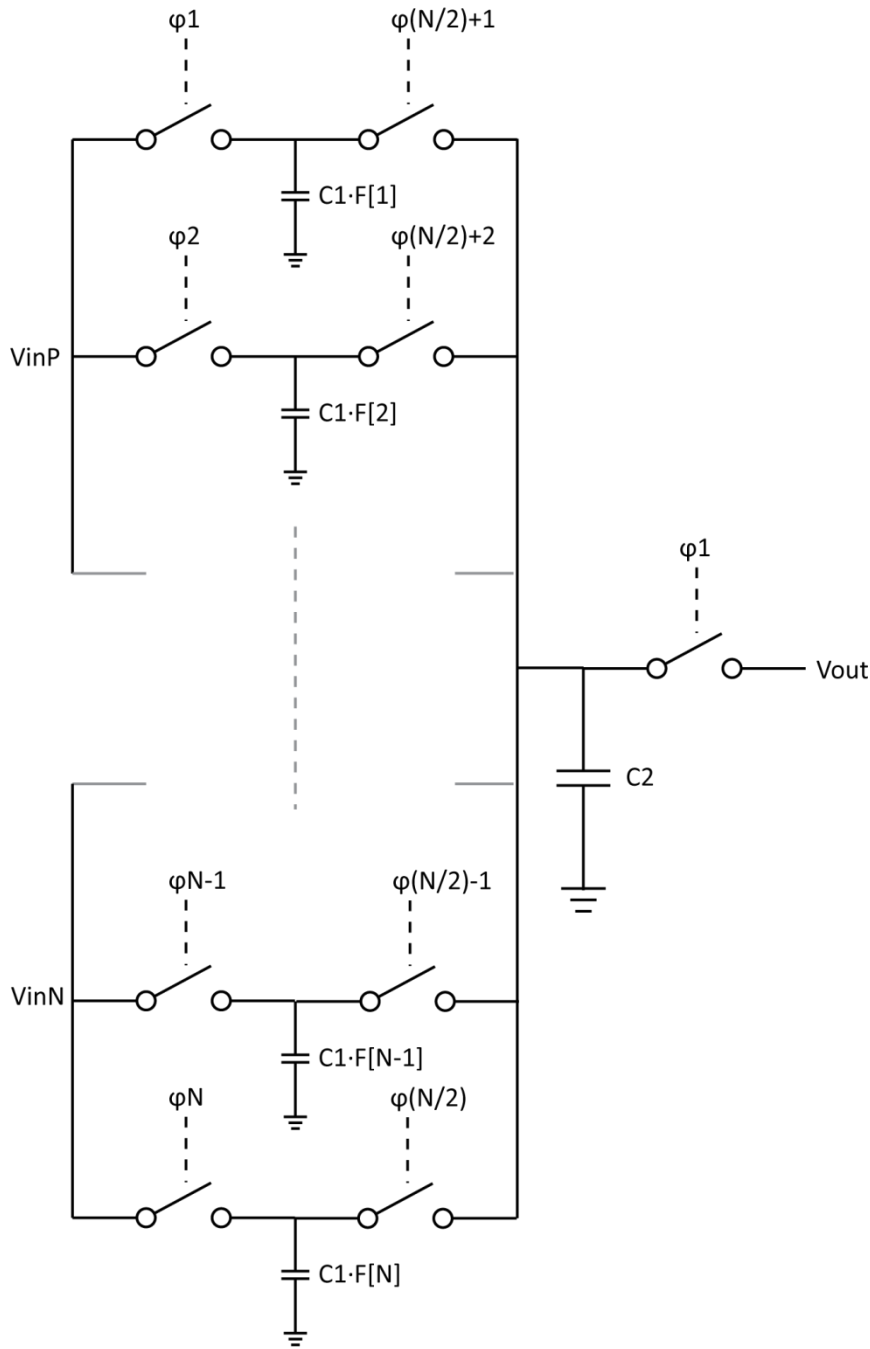 φ1 φ(N/2)+1
C1·F[1]
φ2 φ(N/2)+2
VinP
C1·F[2]
φ1
Vout
C2
φN-1 φ(N/2)-1
VinN
C1·F[N-1]
φN φ(N/2)
C1·F[N]